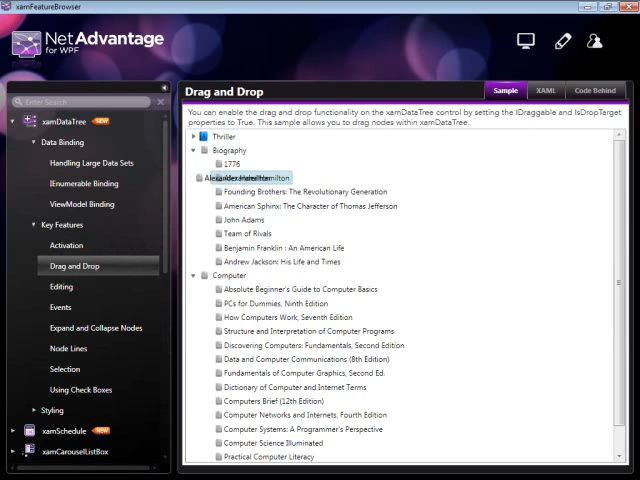 xamFeatureBrowser
NetAdvantage
for WPF
Enter Search
xamDataTree NEW
Data Binding
Handling Large Data Sets
IEnumerable Binding
ViewModel Binding
Key Features
Activation
Drag and Drop
Editing
Events
Expand and Collapse Nodes
Node Lines
Selection
Using Check Boxes
Styling
xamSchedule NEW
xamCarouselListBox
Drag and Drop
Sample
XAML
Code Behind
You can enable the drag and drop functionality on the xamDataTree control by setting the IDraggable and IsDropTarget
properties to True. This sample allows you to drag nodes within xamDataTree.
Thriller
Biography
1776
Alexander Hamilton
Alexander Hamilton
Founding Brothers: The Revolutionary Generation
American Sphinx: The Character of Thomas Jefferson
John Adams
Team of Rivals
Benjamin Franklin : An American Life
Andrew Jackson: His Life and Times
Computer
Absolute Beginner's Guide to Computer Basics
PCs for Dummies, Ninth Edition
How Computers Work, Seventh Edition
Structure and Interpretation of Computer Programs
Discovering Computers: Fundamentals, Second Edition
Data and Computer Communications (8th Edition)
Fundamentals of Computer Graphics, Second Ed.
Dictionary of Computer and Internet Terms
Computers Brief (12th Edition)
Computer Networks and Internets, Fourth Edition
Computer Systems: A Programmer's Perspective
Computer Science Illuminated
Practical Computer Literacy